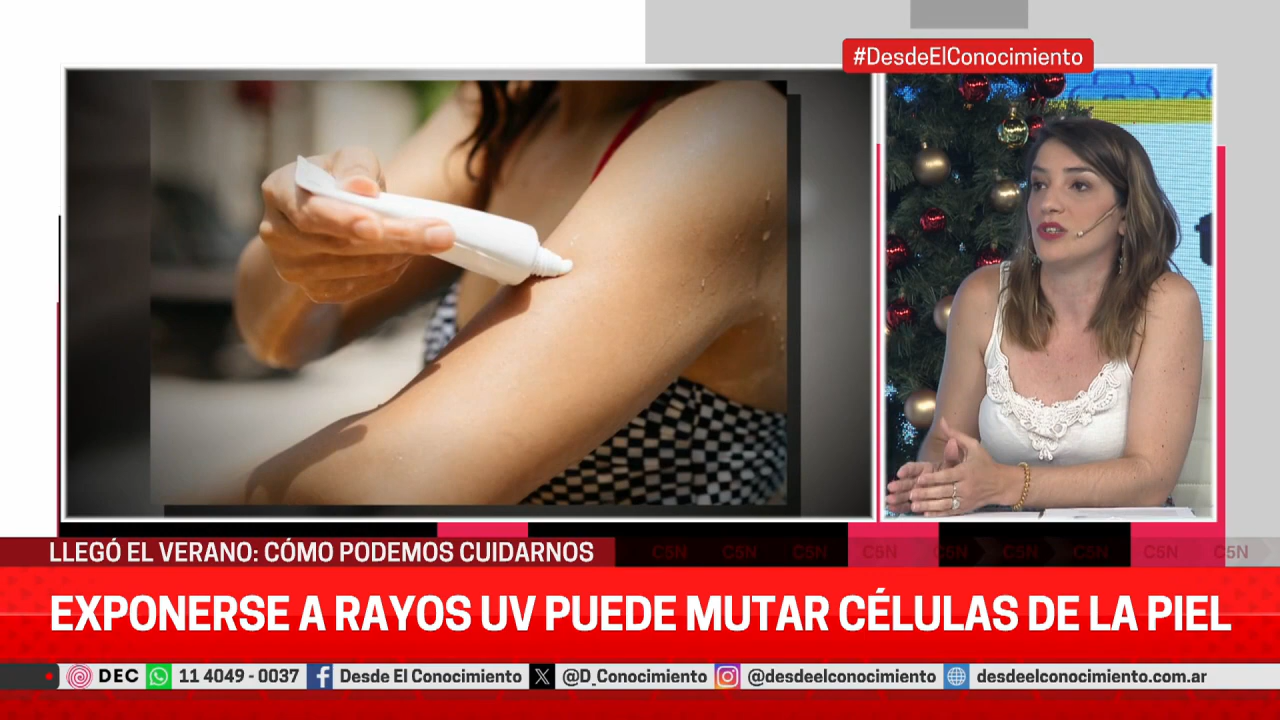 #DesdeElConocimiento
LLEGÓ EL VERANO: CÓMO PODEMOS CUIDARNOS
C5N C5N C5N C5N C5N C5N C5N C5N C5N
EXPONERSE A RAYOS UV PUEDE MUTAR CÉLULAS DE LA PIEL
DEC 11 4049 - 0037 Desde El Conocimiento @D_Conocimiento @desdeelconocimiento desdeelconocimiento.com.ar